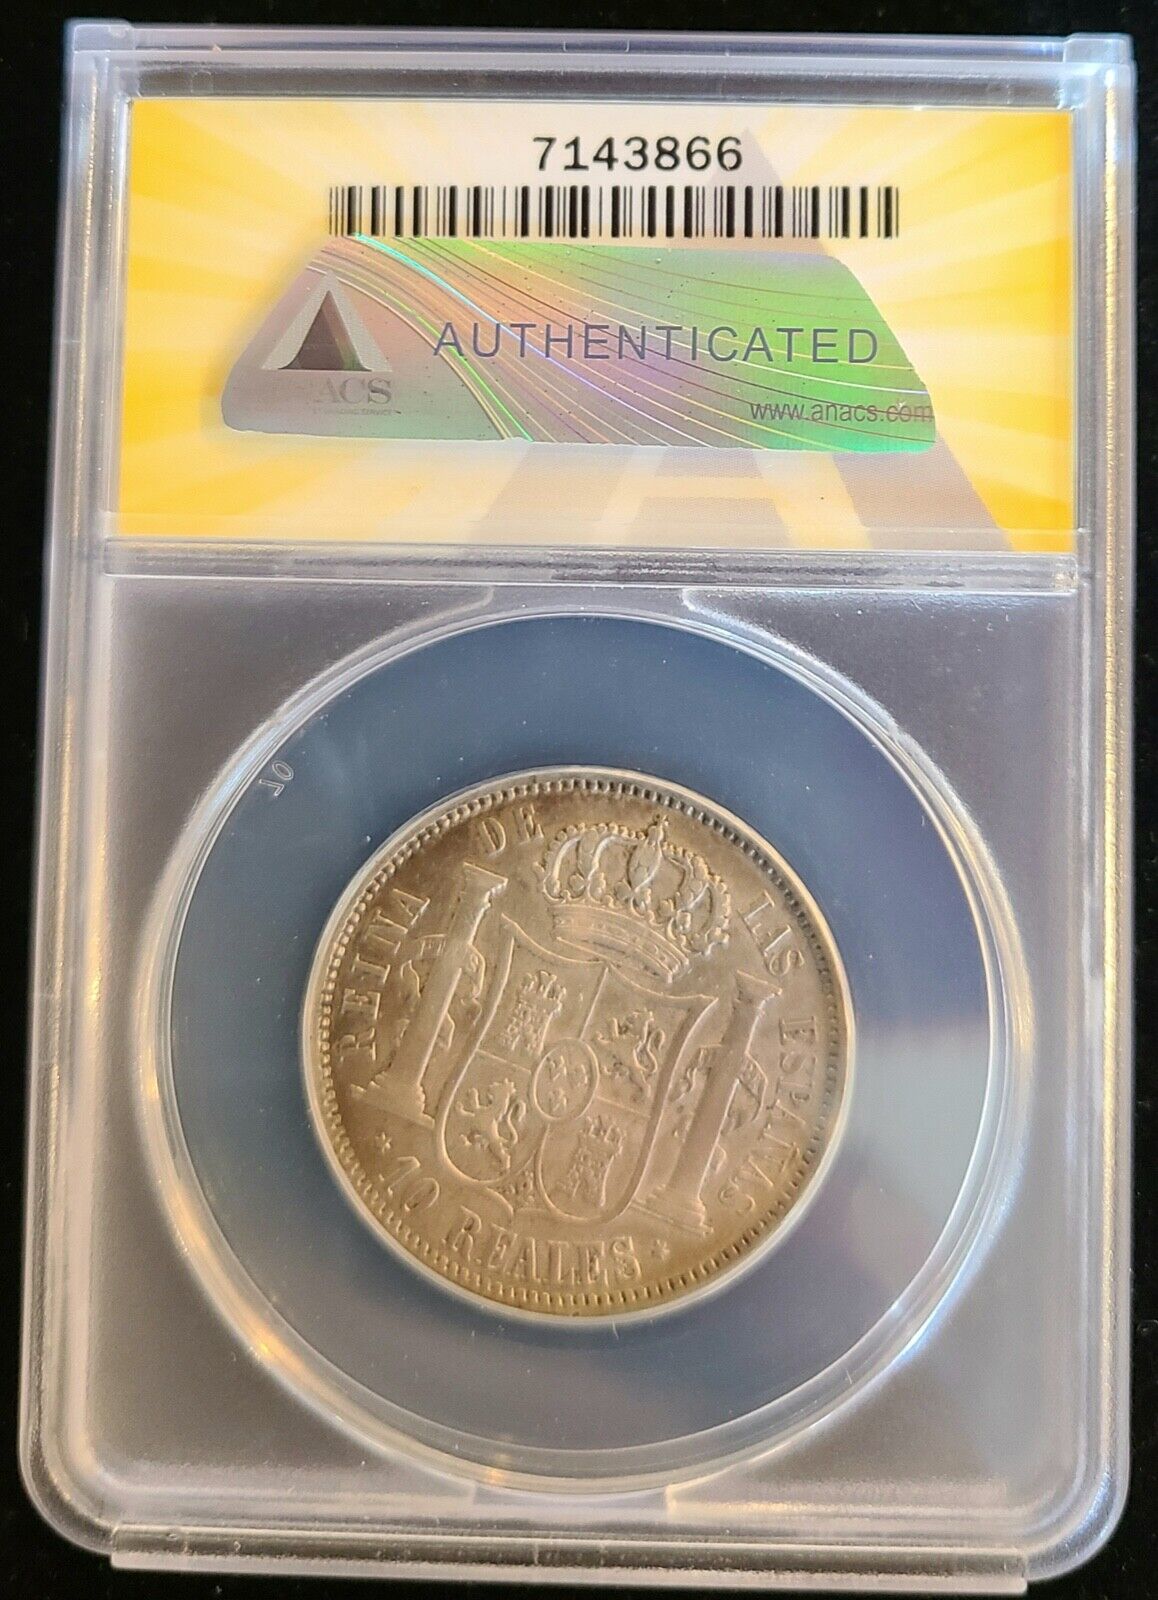 7143866
AUTHENTICATED
ACS
www.anacs.com
REINA DE LAS ESPAÑAS
* 10 REALES *